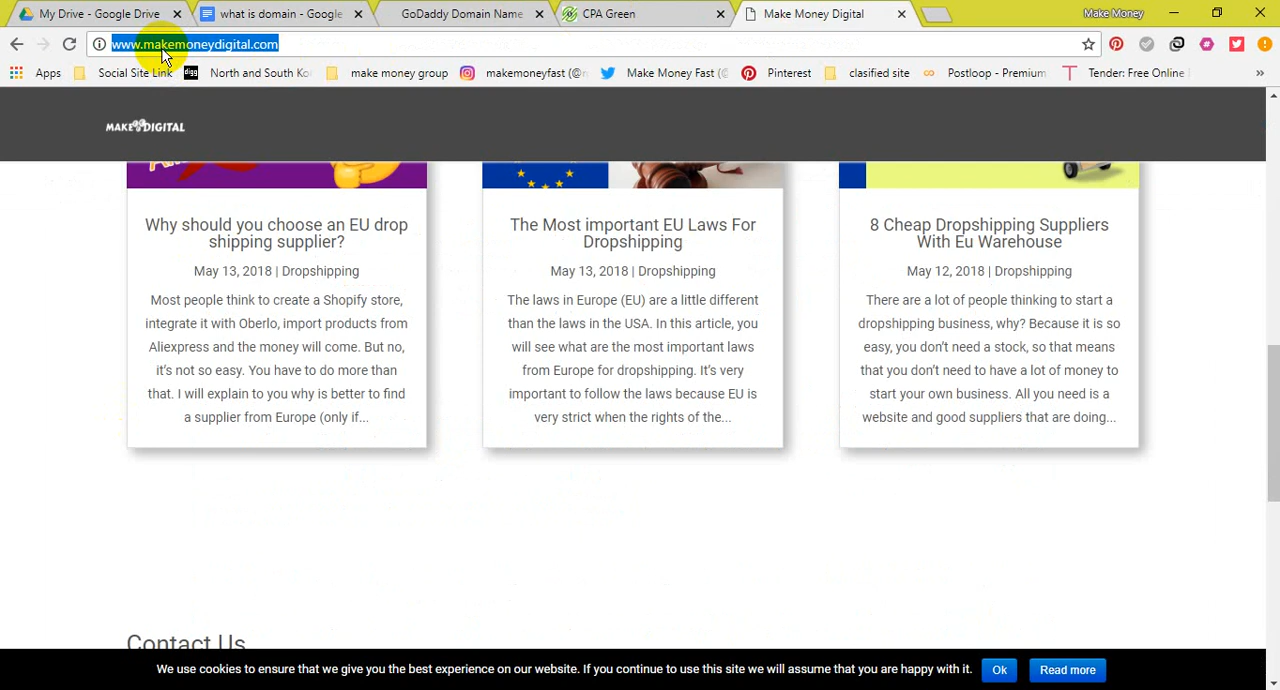 My Drive - Google Drive
what is domain - Google
GoDaddy Domain Name
CPA Green
Make Money Digital
Make Money
www.makemoneydigital.com
Apps
Social Site Link
digg
North and South Ko
make money group
makemoneyfast (@
Make Money Fast (
Pinterest
clasified site
Postloop - Premium
Tender: Free Online
MAKE DIGITAL
Why should you choose an EU drop
shipping supplier?
May 13, 2018 | Dropshipping
Most people think to create a Shopify store,
integrate it with Oberlo, import products from
Aliexpress and the money will come. But no,
it's not so easy. You have to do more than
that. I will explain to you why is better to find
a supplier from Europe (only if...
The Most important EU Laws For
Dropshipping
May 13, 2018 | Dropshipping
The laws in Europe (EU) are a little different
than the laws in the USA. In this article, you
will see what are the most important laws
from Europe for dropshipping. It's very
important to follow the laws because EU is
very strict when the rights of the...
8 Cheap Dropshipping Suppliers
With Eu Warehouse
May 12, 2018 | Dropshipping
There are a lot of people thinking to start a
dropshipping business, why? Because it is so
easy, you don't need a stock, so that means
that you don't need to have a lot of money to
start your own business. All you need is a
website and good suppliers that are doing...
Contact Us
We use cookies to ensure that we give you the best experience on our website. If you continue to use this site we will assume that you are happy with it.
Ok
Read more